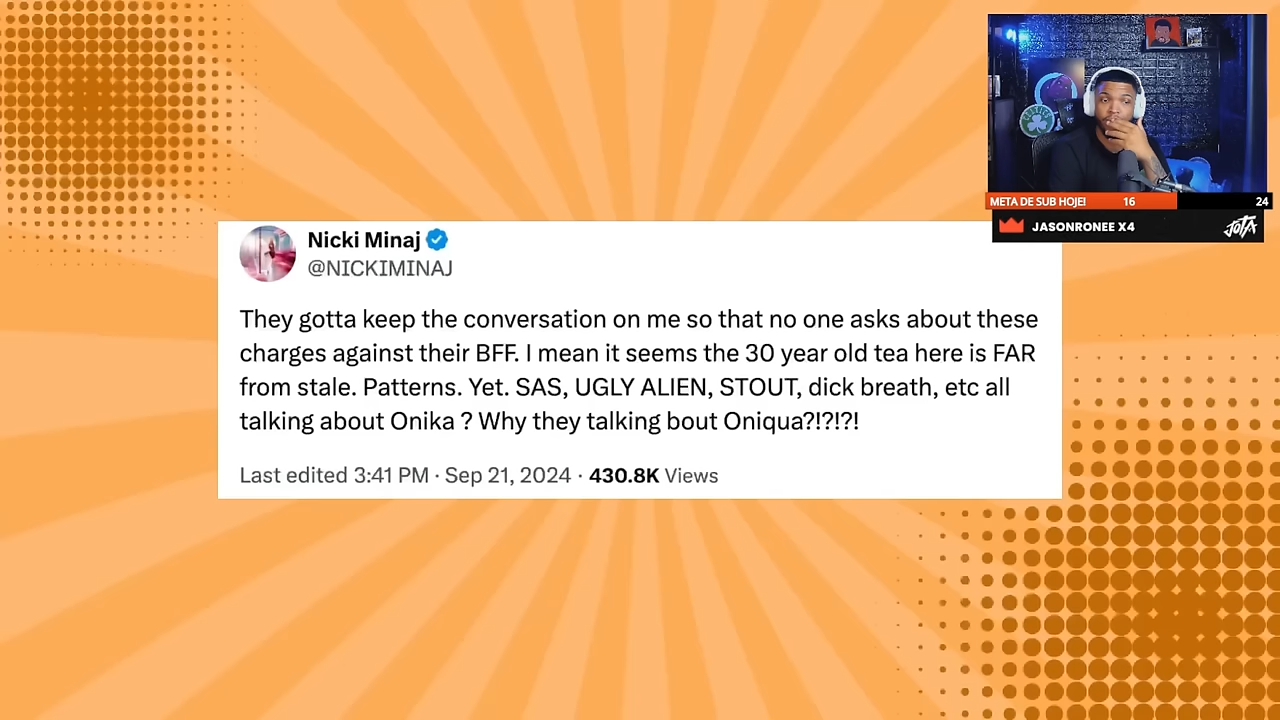 META DE SUB HOJE! 16 24
JASONRONEE X4
JOTA
Nicki Minaj
@NICKIMINAJ
They gotta keep the conversation on me so that no one asks about these
charges against their BFF. I mean it seems the 30 year old tea here is FAR
from stale. Patterns. Yet. SAS, UGLY ALIEN, STOUT, dick breath, etc all
talking about Onika ? Why they talking bout Oniqua?!?!?!
Last edited 3:41 PM · Sep 21, 2024 · 430.8K Views